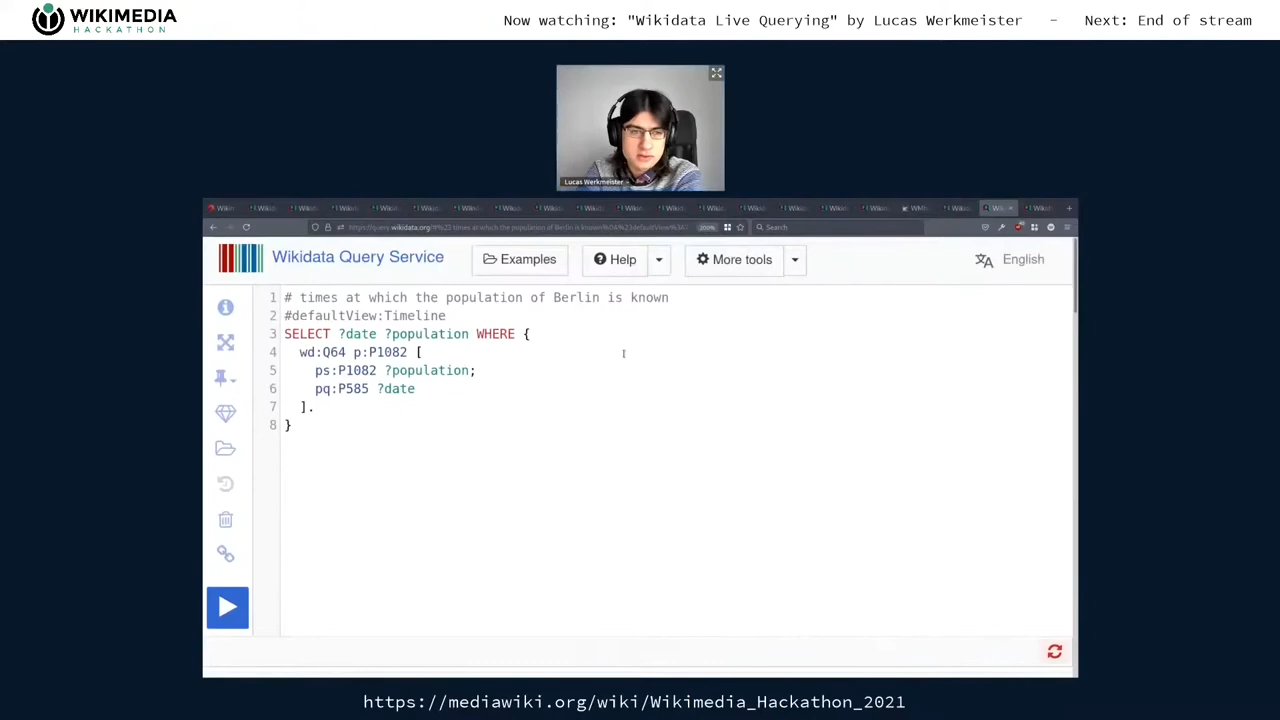 WIKIMEDIA
HACKATHON
Now watching: "Wikidata Live Querying" by Lucas Werkmeister - Next: End of stream
Lucas Werkmeister
200%
Search
Wikidata Query Service
Examples
Help
More tools
English
1 # times at which the population of Berlin is known
2 #defaultView:Timeline
3 SELECT ?date ?population WHERE {
4 wd:Q64 p:P1082 [
5 ps:P1082 ?population;
6 pq:P585 ?date
7 ].
8 }
https://mediawiki.org/wiki/Wikimedia_Hackathon_2021